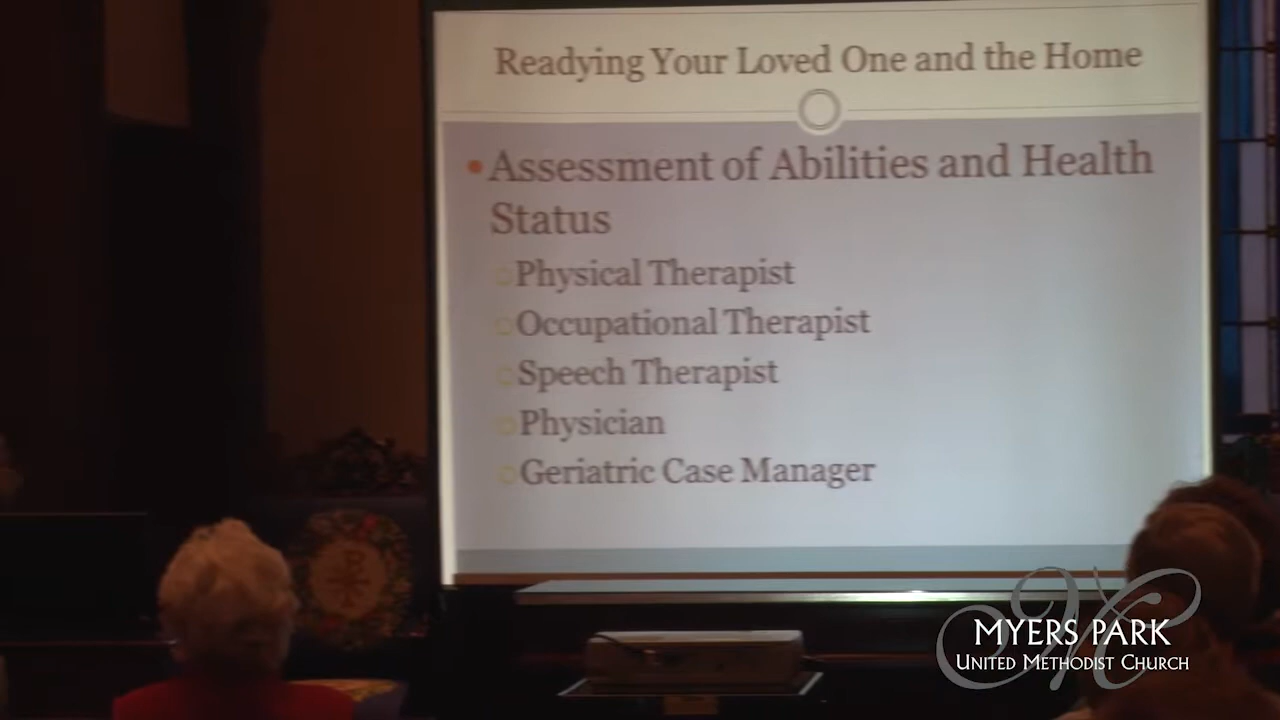 Readying Your Loved One and the Home
• Assessment of Abilities and Health
Status
○ Physical Therapist
○ Occupational Therapist
○ Speech Therapist
○ Physician
○ Geriatric Case Manager
MYERS PARK
UNITED METHODIST CHURCH